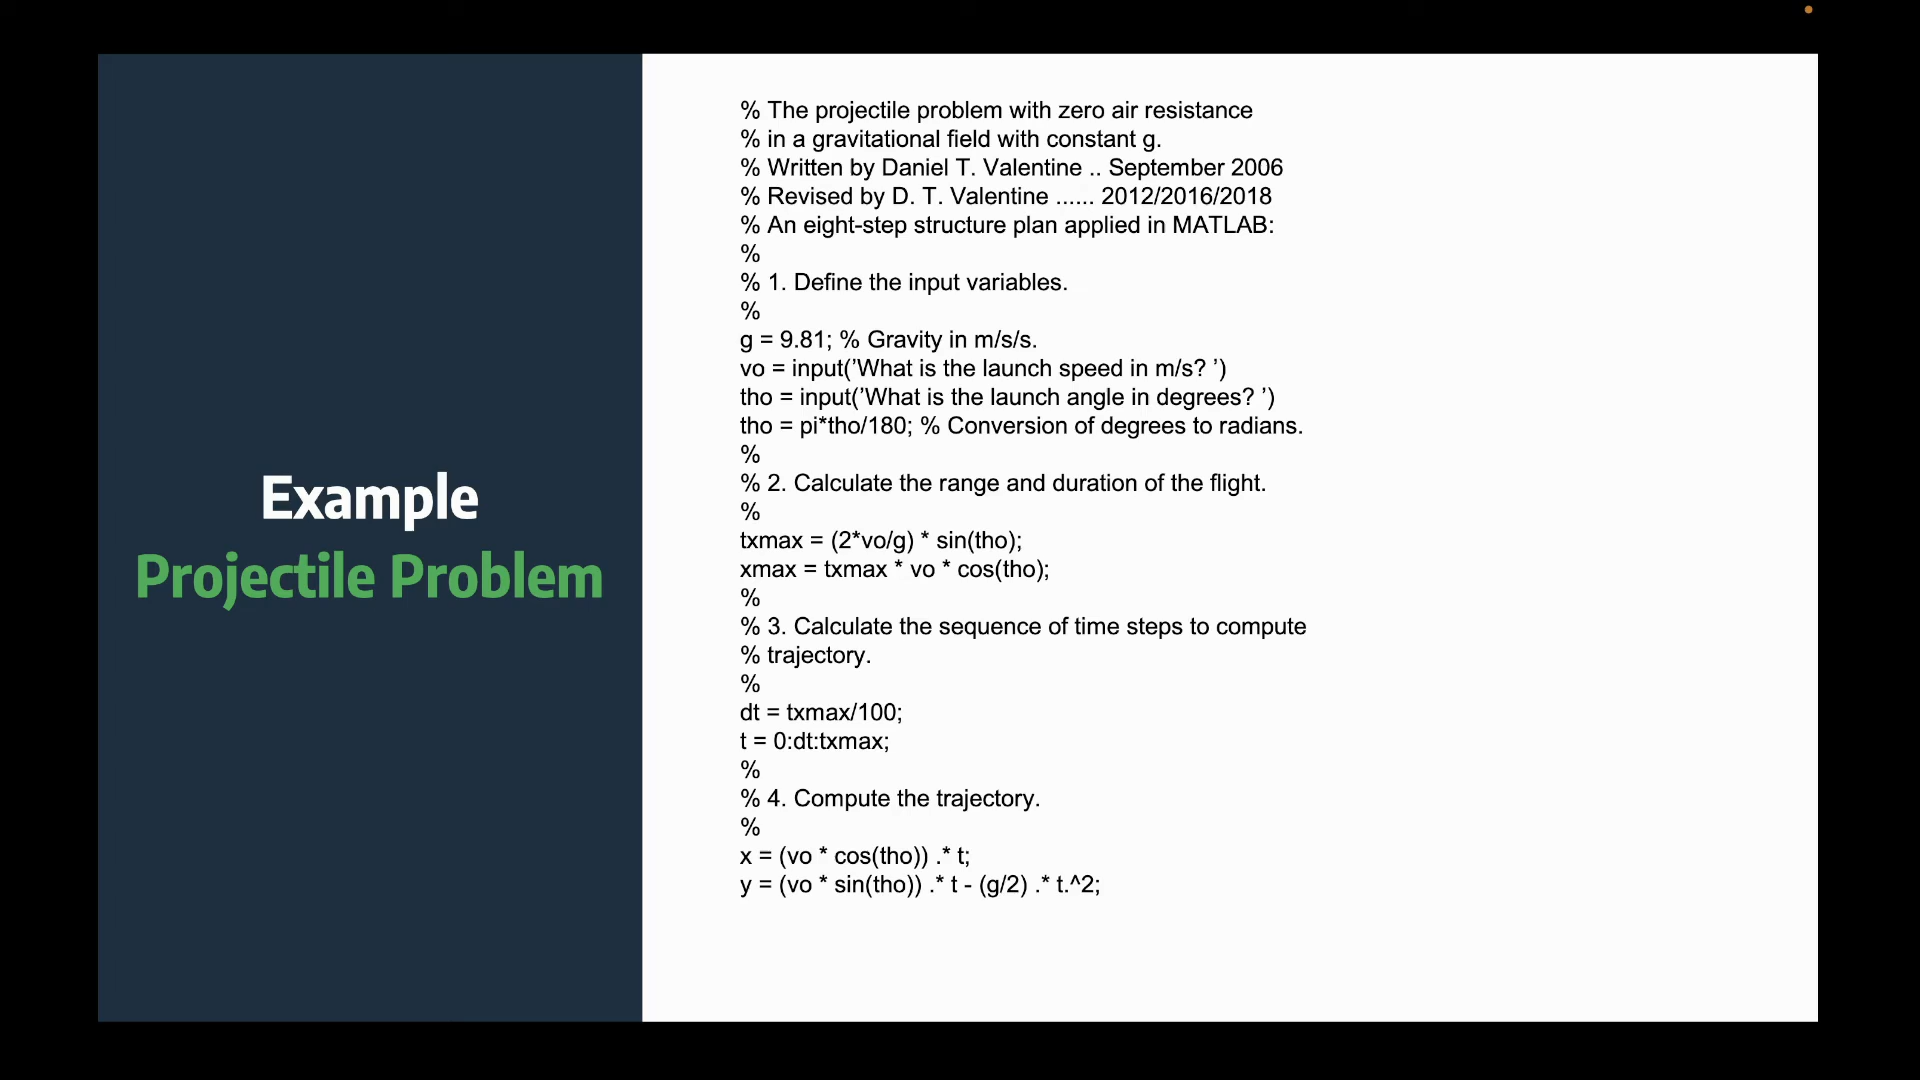 Example
Projectile Problem
% The projectile problem with zero air resistance
% in a gravitational field with constant g.
% Written by Daniel T. Valentine .. September 2006
% Revised by D. T. Valentine ...... 2012/2016/2018
% An eight-step structure plan applied in MATLAB:
%
% 1. Define the input variables.
%
g = 9.81; % Gravity in m/s/s.
vo = input(’What is the launch speed in m/s? ’)
tho = input(’What is the launch angle in degrees? ’)
tho = pi*tho/180; % Conversion of degrees to radians.
%
% 2. Calculate the range and duration of the flight.
%
txmax = (2*vo/g) * sin(tho);
xmax = txmax * vo * cos(tho);
%
% 3. Calculate the sequence of time steps to compute
% trajectory.
%
dt = txmax/100;
t = 0:dt:txmax;
%
% 4. Compute the trajectory.
%
x = (vo * cos(tho)) .* t;
y = (vo * sin(tho)) .* t - (g/2) .* t.^2;